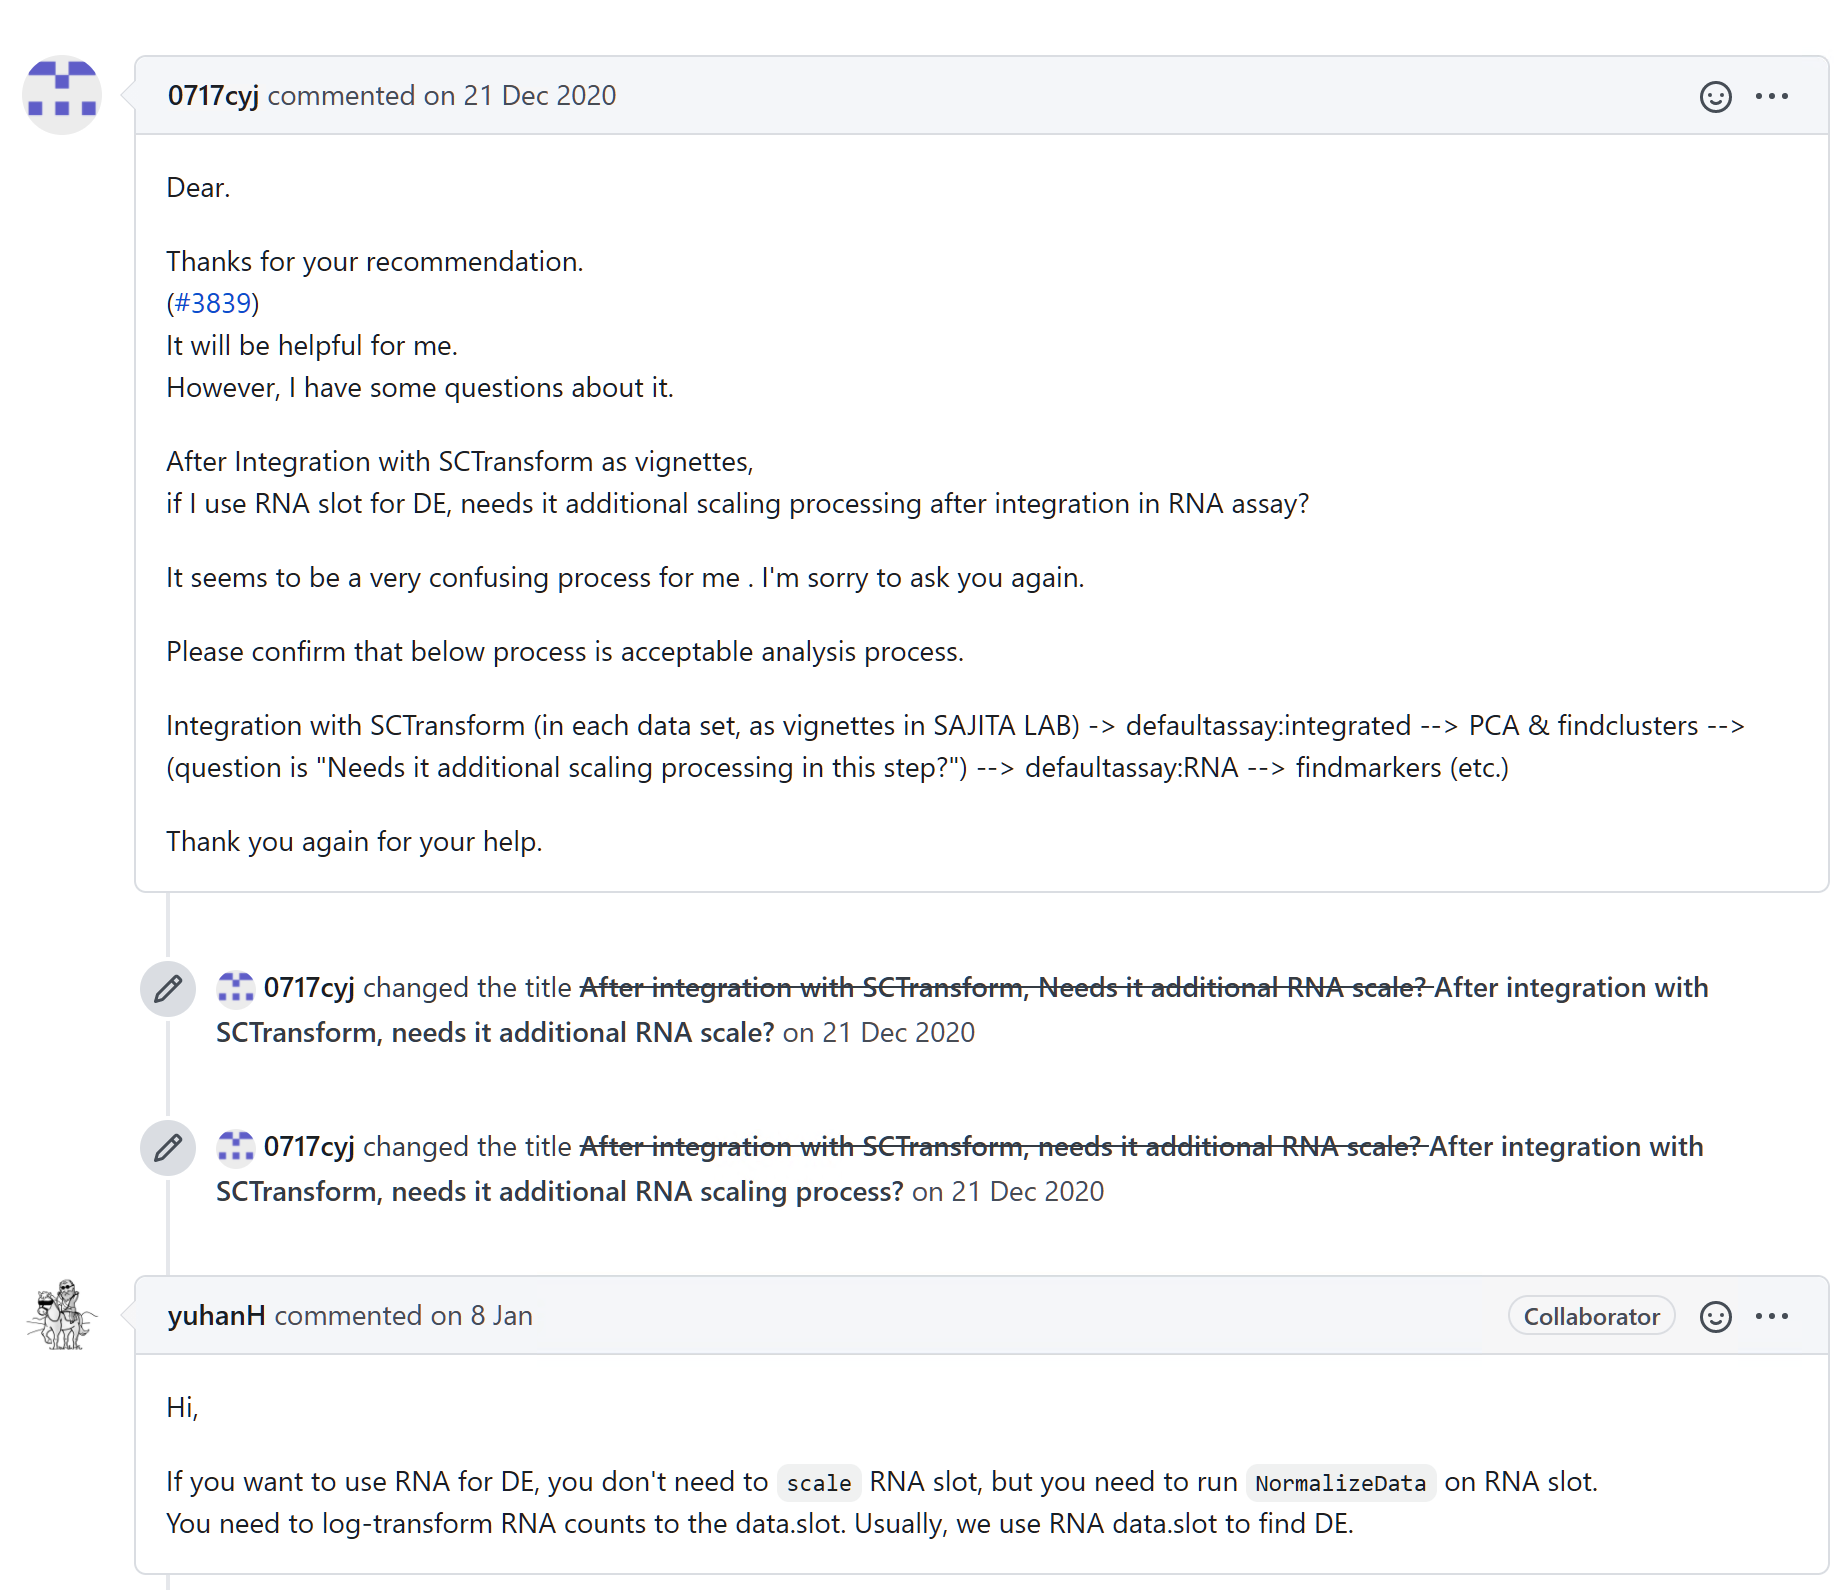 0717cyj commented on 21 Dec 2020
Dear.
Thanks for your recommendation.
(#3839)
It will be helpful for me.
However, I have some questions about it.
After Integration with SCTransform as vignettes,
if I use RNA slot for DE, needs it additional scaling processing after integration in RNA assay?
It seems to be a very confusing process for me . I'm sorry to ask you again.
Please confirm that below process is acceptable analysis process.
Integration with SCTransform (in each data set, as vignettes in SAJITA LAB) -> defaultassay:integrated --> PCA & findclusters -->
(question is "Needs it additional scaling processing in this step?") --> defaultassay:RNA --> findmarkers (etc.)
Thank you again for your help.
0717cyj changed the title After integration with SCTransform, Needs it additional RNA scale? After integration with
SCTransform, needs it additional RNA scale? on 21 Dec 2020
0717cyj changed the title After integration with SCTransform, needs it additional RNA scale? After integration with
SCTransform, needs it additional RNA scaling process? on 21 Dec 2020
yuhanH commented on 8 Jan Collaborator
Hi,
If you want to use RNA for DE, you don't need to scale RNA slot, but you need to run NormalizeData on RNA slot.
You need to log-transform RNA counts to the data.slot. Usually, we use RNA data.slot to find DE.